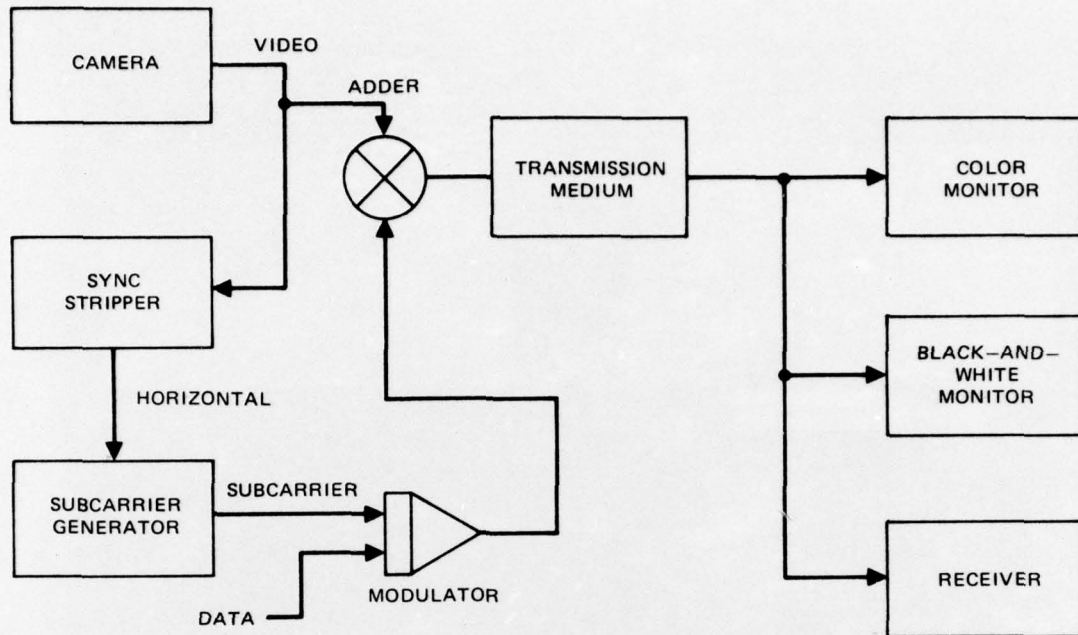 CAMERA
VIDEO
ADDER
TRANSMISSION
MEDIUM
COLOR
MONITOR
SYNC
STRIPPER
BLACK—AND—
WHITE
MONITOR
HORIZONTAL
SUBCARRIER
GENERATOR
SUBCARRIER
MODULATOR
DATA
RECEIVER